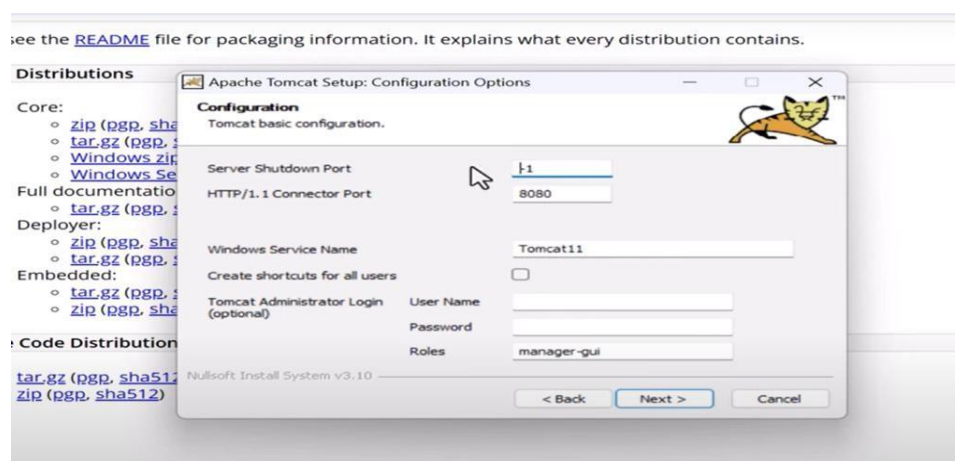 see the README file for packaging information. It explains what every distribution contains.
Distributions
Core:
zip (pgp, sha
tar.gz (pgp,
Windows zip
Windows Se
Full documentatio
tar.gz (pgp,
Deployer:
zip (pgp, sha
tar.gz (pgp,
Embedded:
tar.gz (pgp,
zip (pgp, sha
Code Distribution
tar.gz (pgp, sha512
zip (pgp, sha512)
Apache Tomcat Setup: Configuration Options
Configuration
Tomcat basic configuration.
TM
Server Shutdown Port -1
HTTP/1.1 Connector Port 8080
Windows Service Name Tomcat11
Create shortcuts for all users
Tomcat Administrator Login User Name
(optional)
Password
Roles manager-gui
Nullsoft Install System v3.10
< Back Next > Cancel